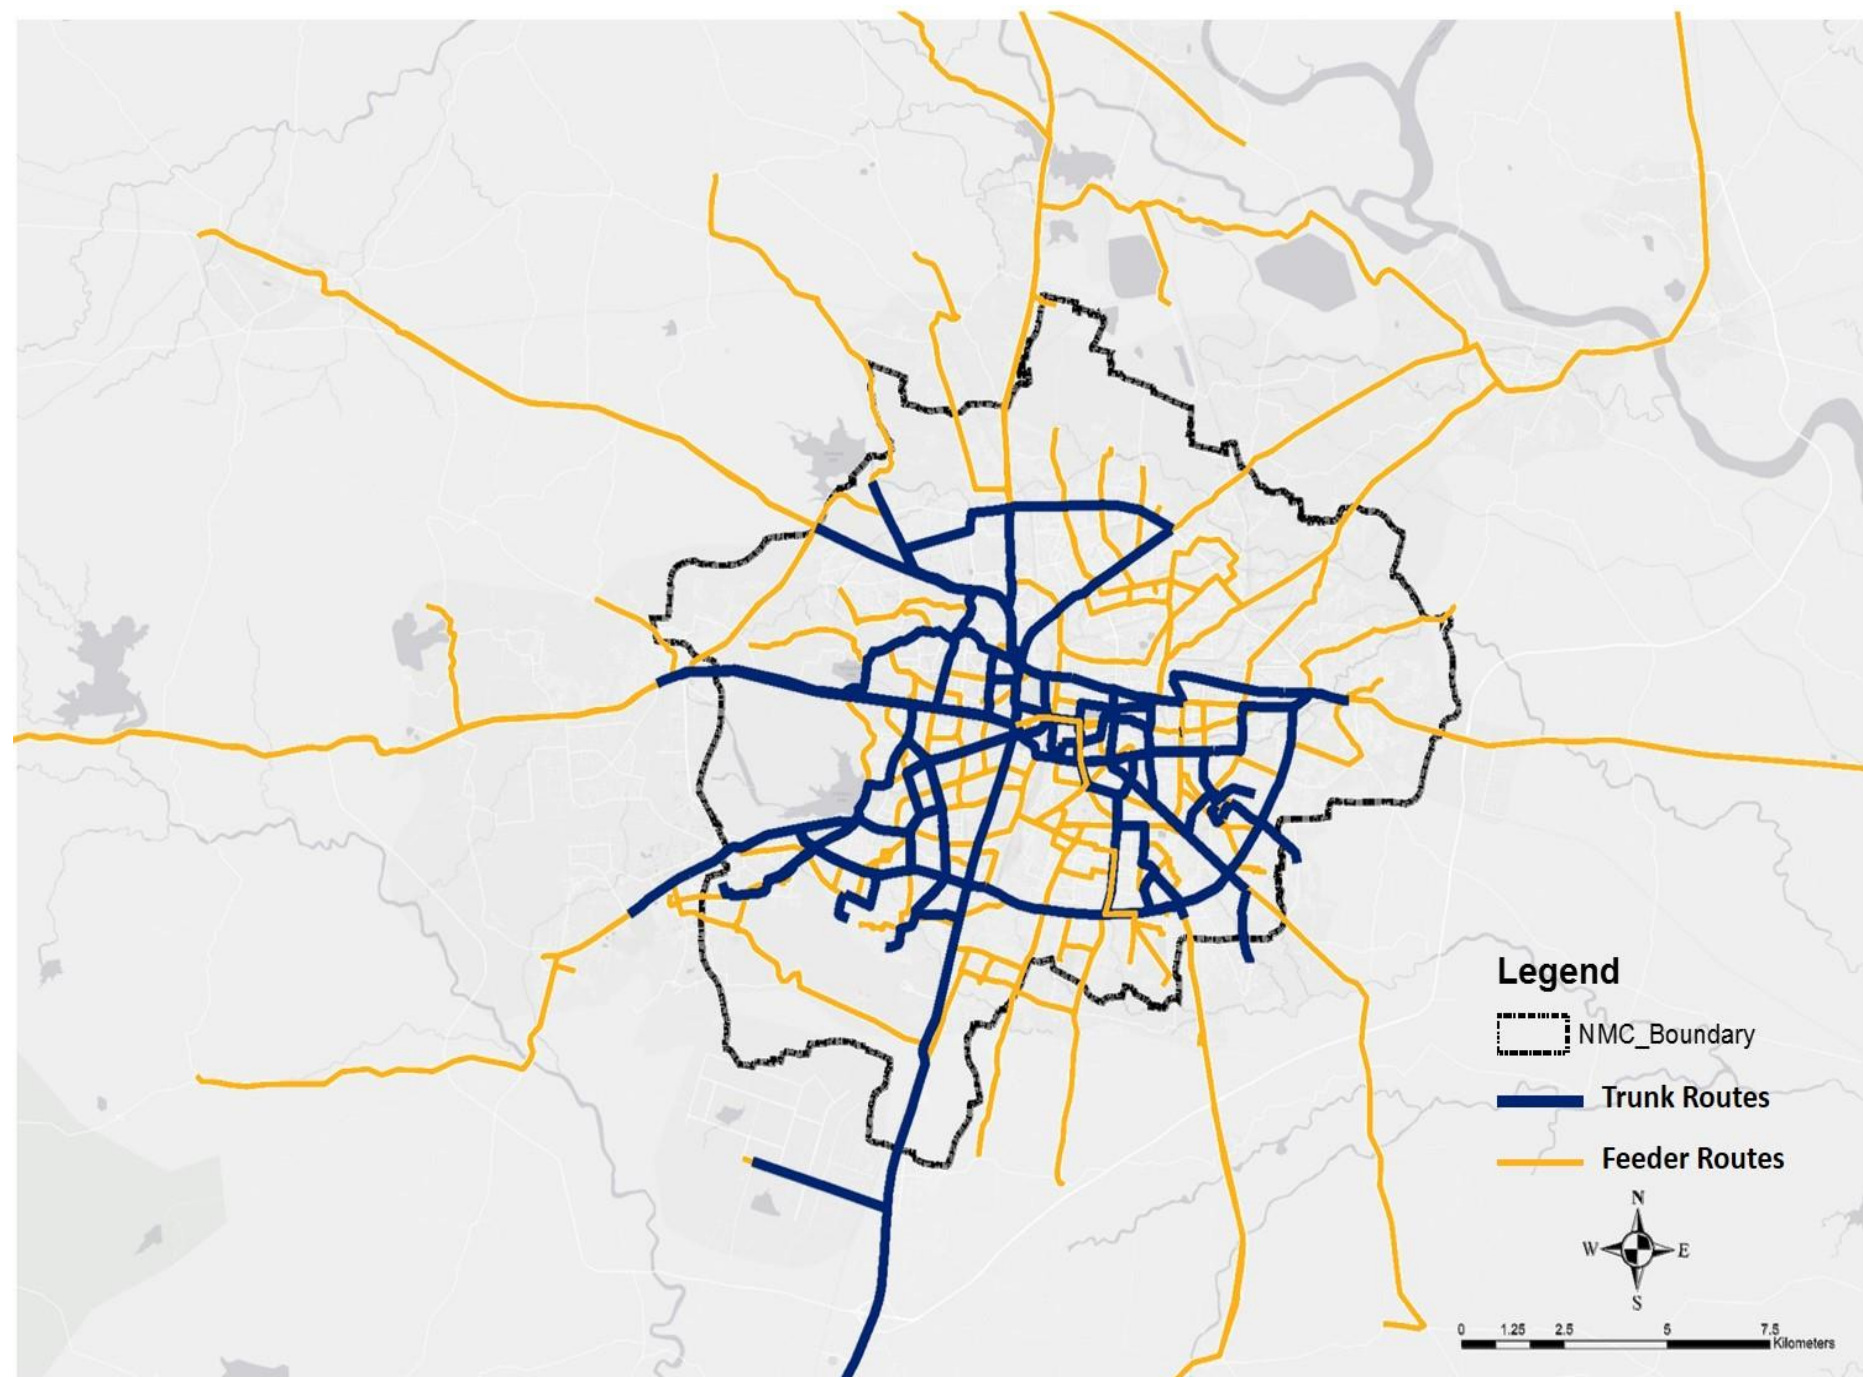 Legend
NMC_Boundary
Trunk Routes
Feeder Routes
N
W E
S
0 1.25 2.5 5 7.5
Kilometers